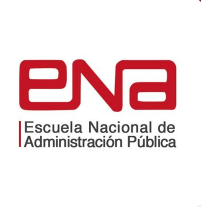 ena
Escuela Nacional de
Administración Pública